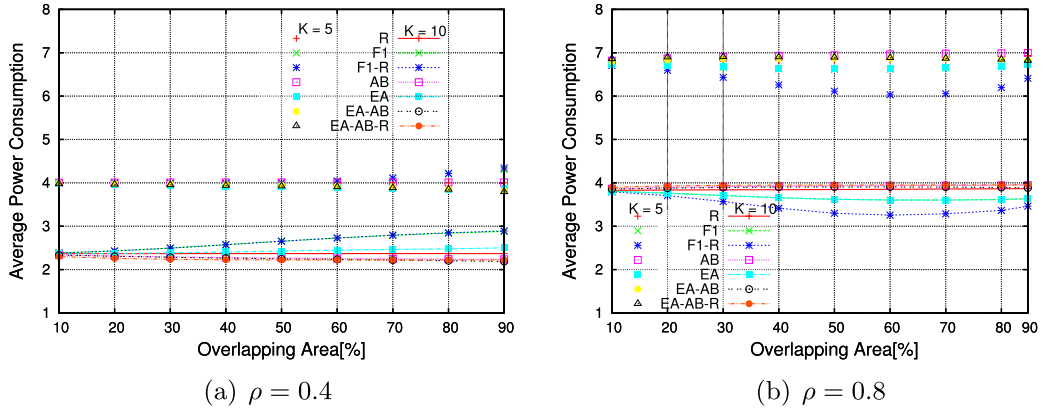 Average Power Consumption
8
7
6
5
4
3
2
1
10 20 30 40 50 60 70 80 90
Overlapping Area[%]
K = 5 K = 10
R
F1
F1-R
AB
EA
EA-AB
EA-AB-R
(a) ρ = 0.4
Average Power Consumption
8
7
6
5
4
3
2
1
10 20 30 40 50 60 70 80 90
Overlapping Area[%]
K = 5 K = 10
R
F1
F1-R
AB
EA
EA-AB
EA-AB-R
(b) ρ = 0.8